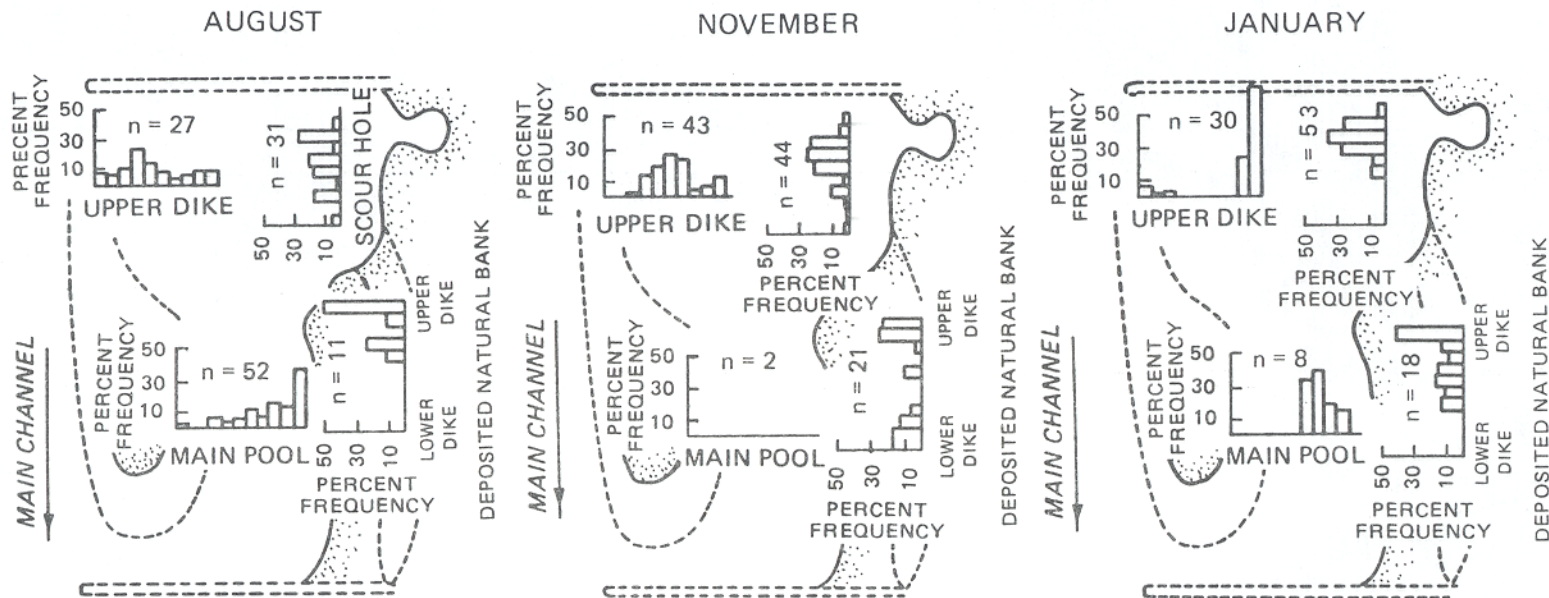 AUGUST
PRECENT
FREQUENCY
50
30
10
n = 27
UPPER DIKE
n = 31
50
30
10
SCOUR HOLE
MAIN CHANNEL
PERCENT
FREQUENCY
50
30
10
n = 52
MAIN POOL
n = 11
50
30
10
PERCENT
FREQUENCY
UPPER
DIKE
LOWER
DIKE
DEPOSITED NATURAL BANK
NOVEMBER
PERCENT
FREQUENCY
50
30
10
n = 43
UPPER DIKE
n = 44
50
30
10
PERCENT
FREQUENCY
MAIN CHANNEL
PERCENT
FREQUENCY
50
30
10
n = 2
MAIN POOL
n = 21
50
30
10
PERCENT
FREQUENCY
UPPER
DIKE
LOWER
DIKE
DEPOSITED NATURAL BANK
JANUARY
PERCENT
FREQUENCY
50
30
10
n = 30
UPPER DIKE
n = 5 3
50
30
10
PERCENT
FREQUENCY
MAIN CHANNEL
PERCENT
FREQUENCY
50
30
10
n = 8
MAIN POOL
n = 18
50
30
10
PERCENT
FREQUENCY
UPPER
DIKE
LOWER
DIKE
DEPOSITED NATURAL BANK